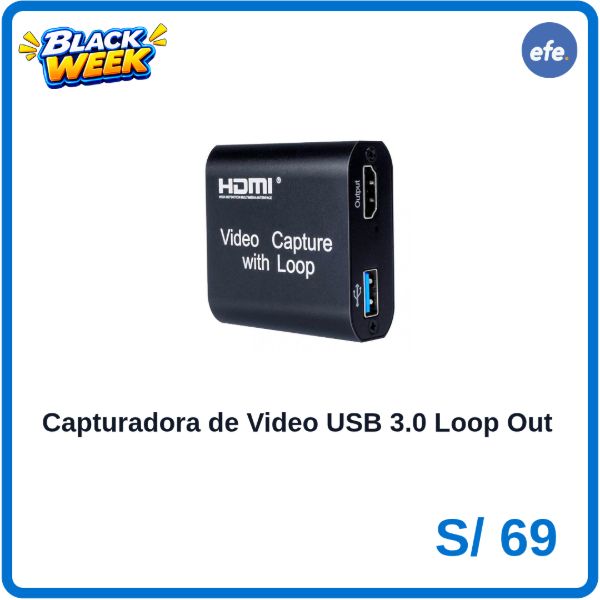 BLACK
WEEK
efe.
HDMI®
Output
Video Capture
with Loop
Capturadora de Video USB 3.0 Loop Out
S/ 69